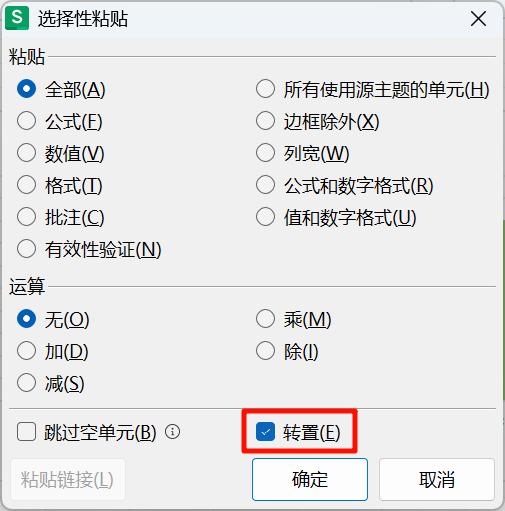 S 选择性粘贴
粘贴
全部(A) 所有使用源主题的单元(H)
公式(F) 边框除外(X)
数值(V) 列宽(W)
格式(T) 公式和数字格式(R)
批注(C) 值和数字格式(U)
有效性验证(N)
运算
无(O) 乘(M)
加(D) 除(I)
减(S)
跳过空单元(B) 转置(E)
粘贴链接(L) 确定 取消